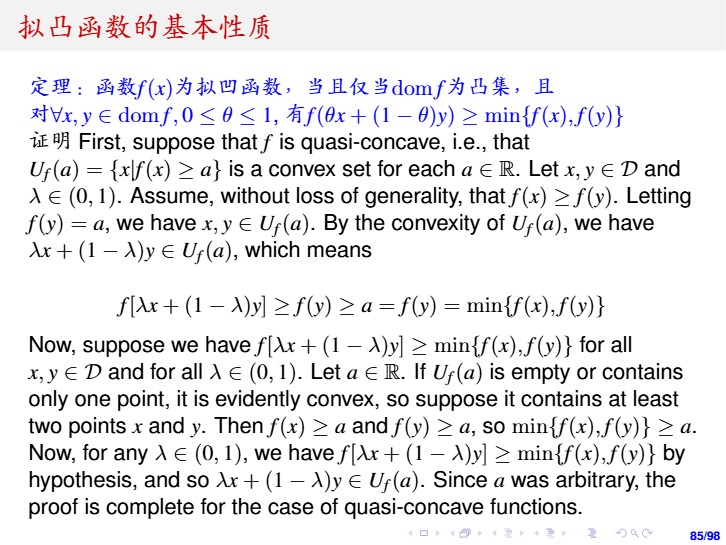 拟凸函数的基本性质
定理：函数f(x)为拟凹函数，当且仅当dom f为凸集，且
对∀x, y ∈ dom f, 0 ≤ θ ≤ 1, 有f(θx + (1 − θ)y) ≥ min{f(x), f(y)}
证明 First, suppose that f is quasi-concave, i.e., that
U_f(a) = {x|f(x) ≥ a} is a convex set for each a ∈ ℝ. Let x, y ∈ 𝒟 and
λ ∈ (0, 1). Assume, without loss of generality, that f(x) ≥ f(y). Letting
f(y) = a, we have x, y ∈ U_f(a). By the convexity of U_f(a), we have
λx + (1 − λ)y ∈ U_f(a), which means
f[λx + (1 − λ)y] ≥ f(y) ≥ a = f(y) = min{f(x), f(y)}
Now, suppose we have f[λx + (1 − λ)y] ≥ min{f(x), f(y)} for all
x, y ∈ 𝒟 and for all λ ∈ (0, 1). Let a ∈ ℝ. If U_f(a) is empty or contains
only one point, it is evidently convex, so suppose it contains at least
two points x and y. Then f(x) ≥ a and f(y) ≥ a, so min{f(x), f(y)} ≥ a.
Now, for any λ ∈ (0, 1), we have f[λx + (1 − λ)y] ≥ min{f(x), f(y)} by
hypothesis, and so λx + (1 − λ)y ∈ U_f(a). Since a was arbitrary, the
proof is complete for the case of quasi-concave functions.
85/98